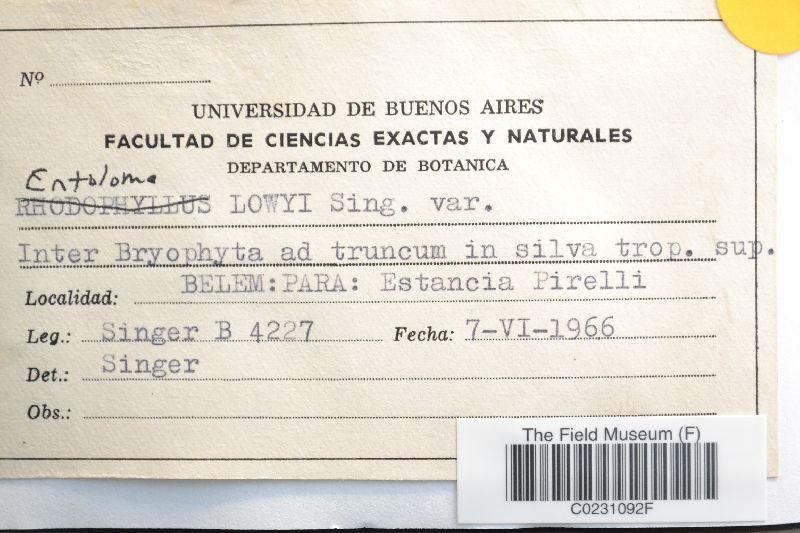 Nº
UNIVERSIDAD DE BUENOS AIRES
FACULTAD DE CIENCIAS EXACTAS Y NATURALES
DEPARTAMENTO DE BOTANICA
Entoloma
RHODOPHYLLUS LOWYI Sing. var.
Inter Bryophyta ad truncum in silva trop. sup.
Localidad: BELEM:PARA: Estancia Pirelli
Leg.: Singer B 4227 Fecha: 7-VI-1966
Det.: Singer
Obs.:
The Field Museum (F)
C0231092F